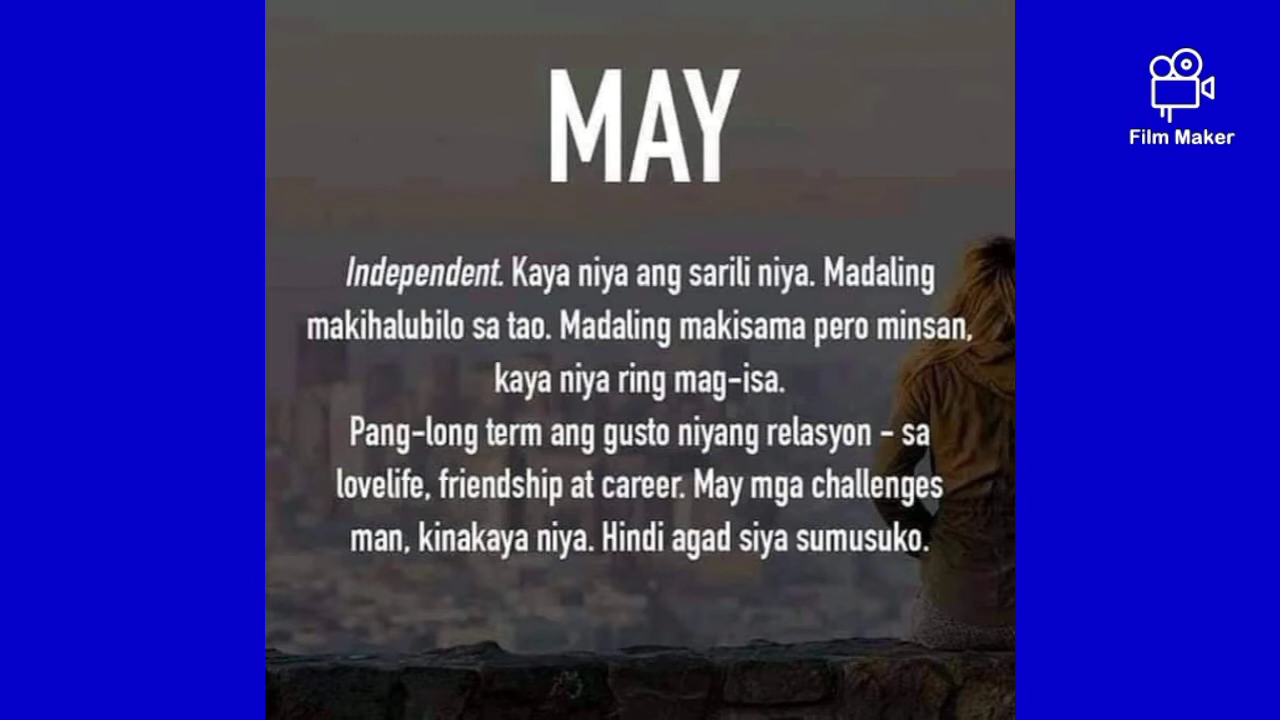 MAY
Film Maker
Independent. Kaya niya ang sarili niya. Madaling
makihalubilo sa tao. Madaling makisama pero minsan,
kaya niya ring mag-isa.
Pang-long term ang gusto niyang relasyon - sa
lovelife, friendship at career. May mga challenges
man, kinakaya niya. Hindi agad siya sumusuko.